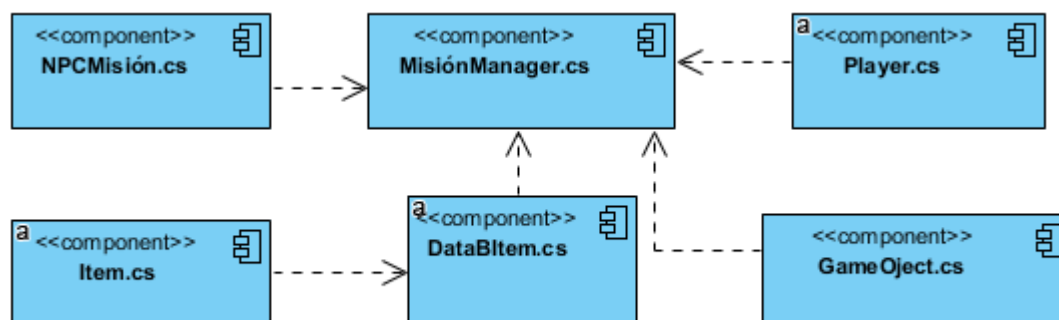 <<component>>
NPCMisión.cs
<<component>>
MisiónManager.cs
a
<<component>>
Player.cs
a
<<component>>
Item.cs
a
<<component>>
DataBItem.cs
<<component>>
GameOject.cs